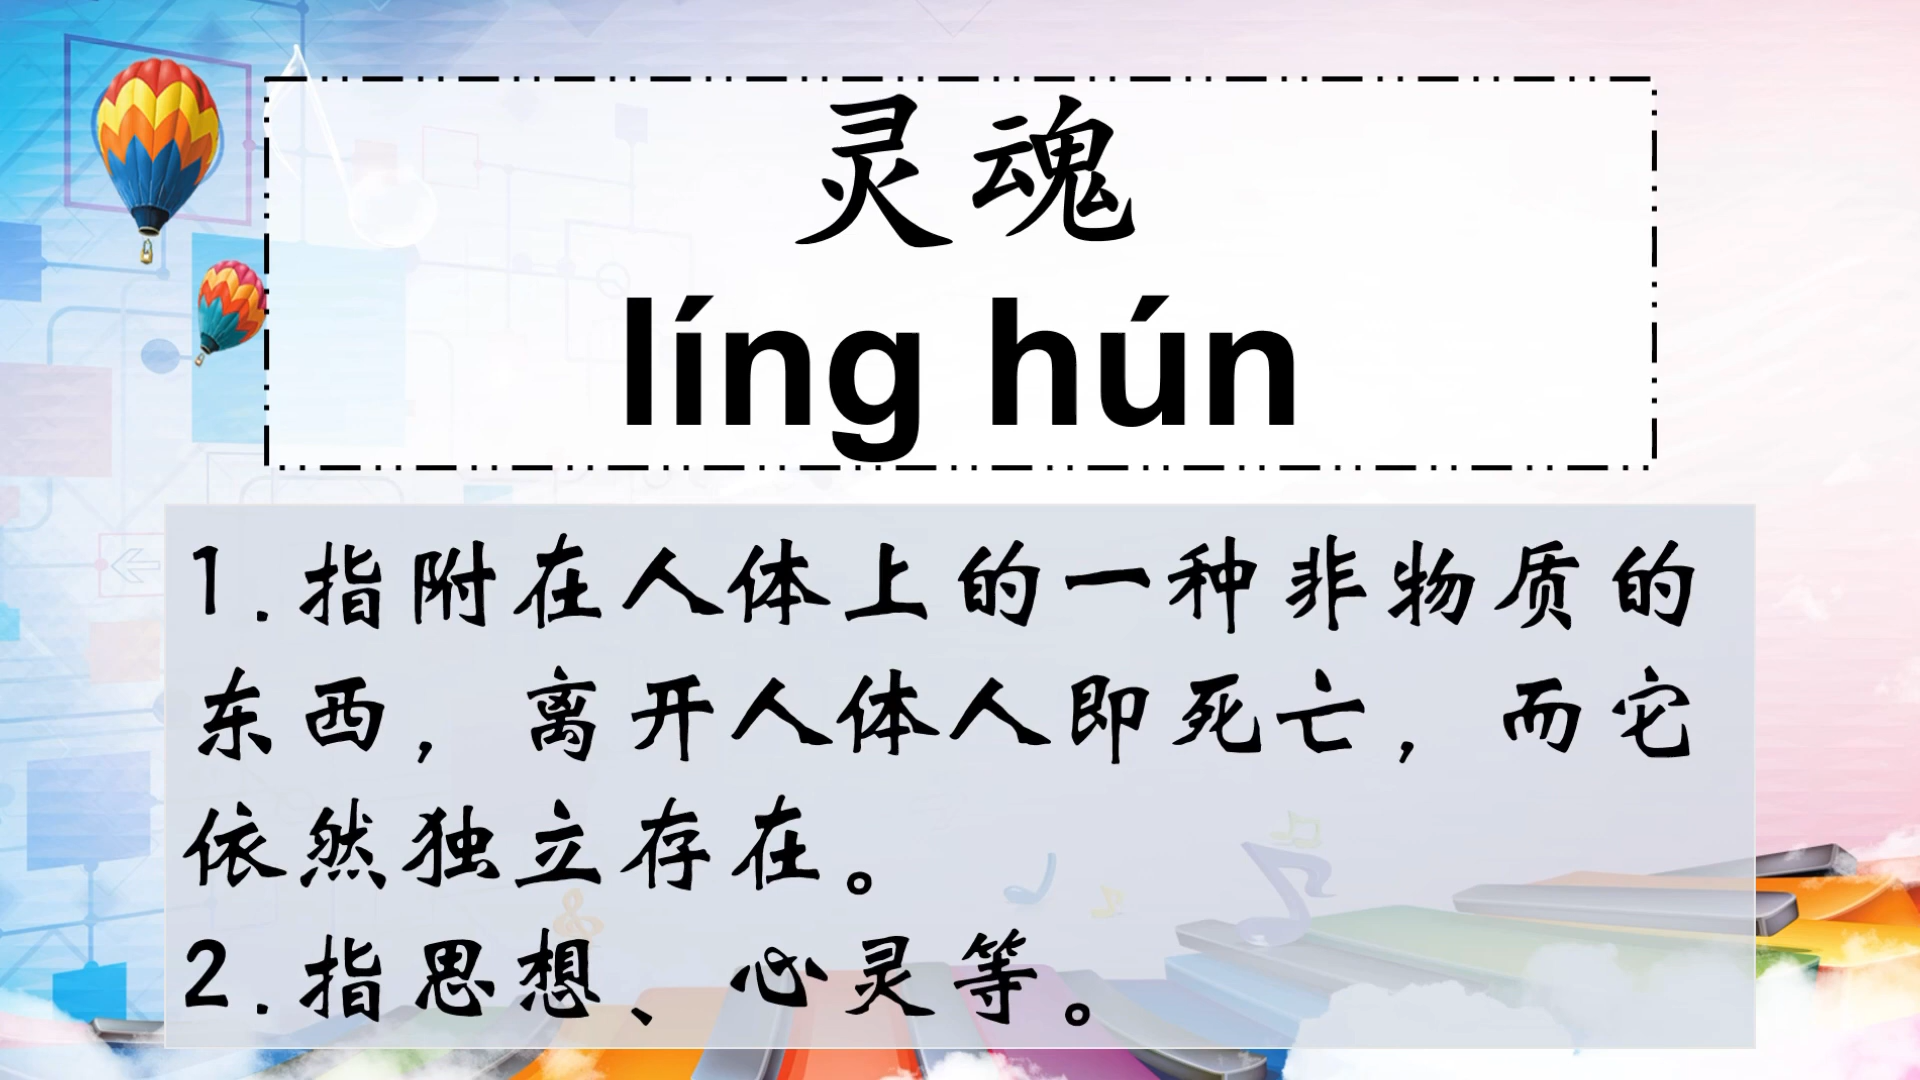 灵魂
líng hún
1.指附在人体上的一种非物质的
东西，离开人体人即死亡，而它
依然独立存在。
2.指思想、心灵等。